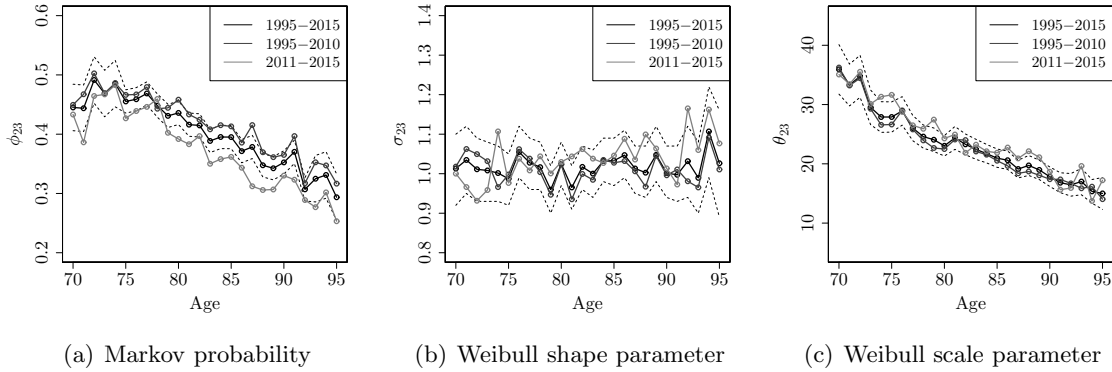 0.6
0.5
0.4
0.3
0.2
ϕ23
70 75 80 85 90 95
Age
1995−2015
1995−2010
2011−2015
(a) Markov probability
1.4
1.3
1.2
1.1
1.0
0.9
0.8
σ23
70 75 80 85 90 95
Age
1995−2015
1995−2010
2011−2015
(b) Weibull shape parameter
40
30
20
10
θ23
70 75 80 85 90 95
Age
1995−2015
1995−2010
2011−2015
(c) Weibull scale parameter